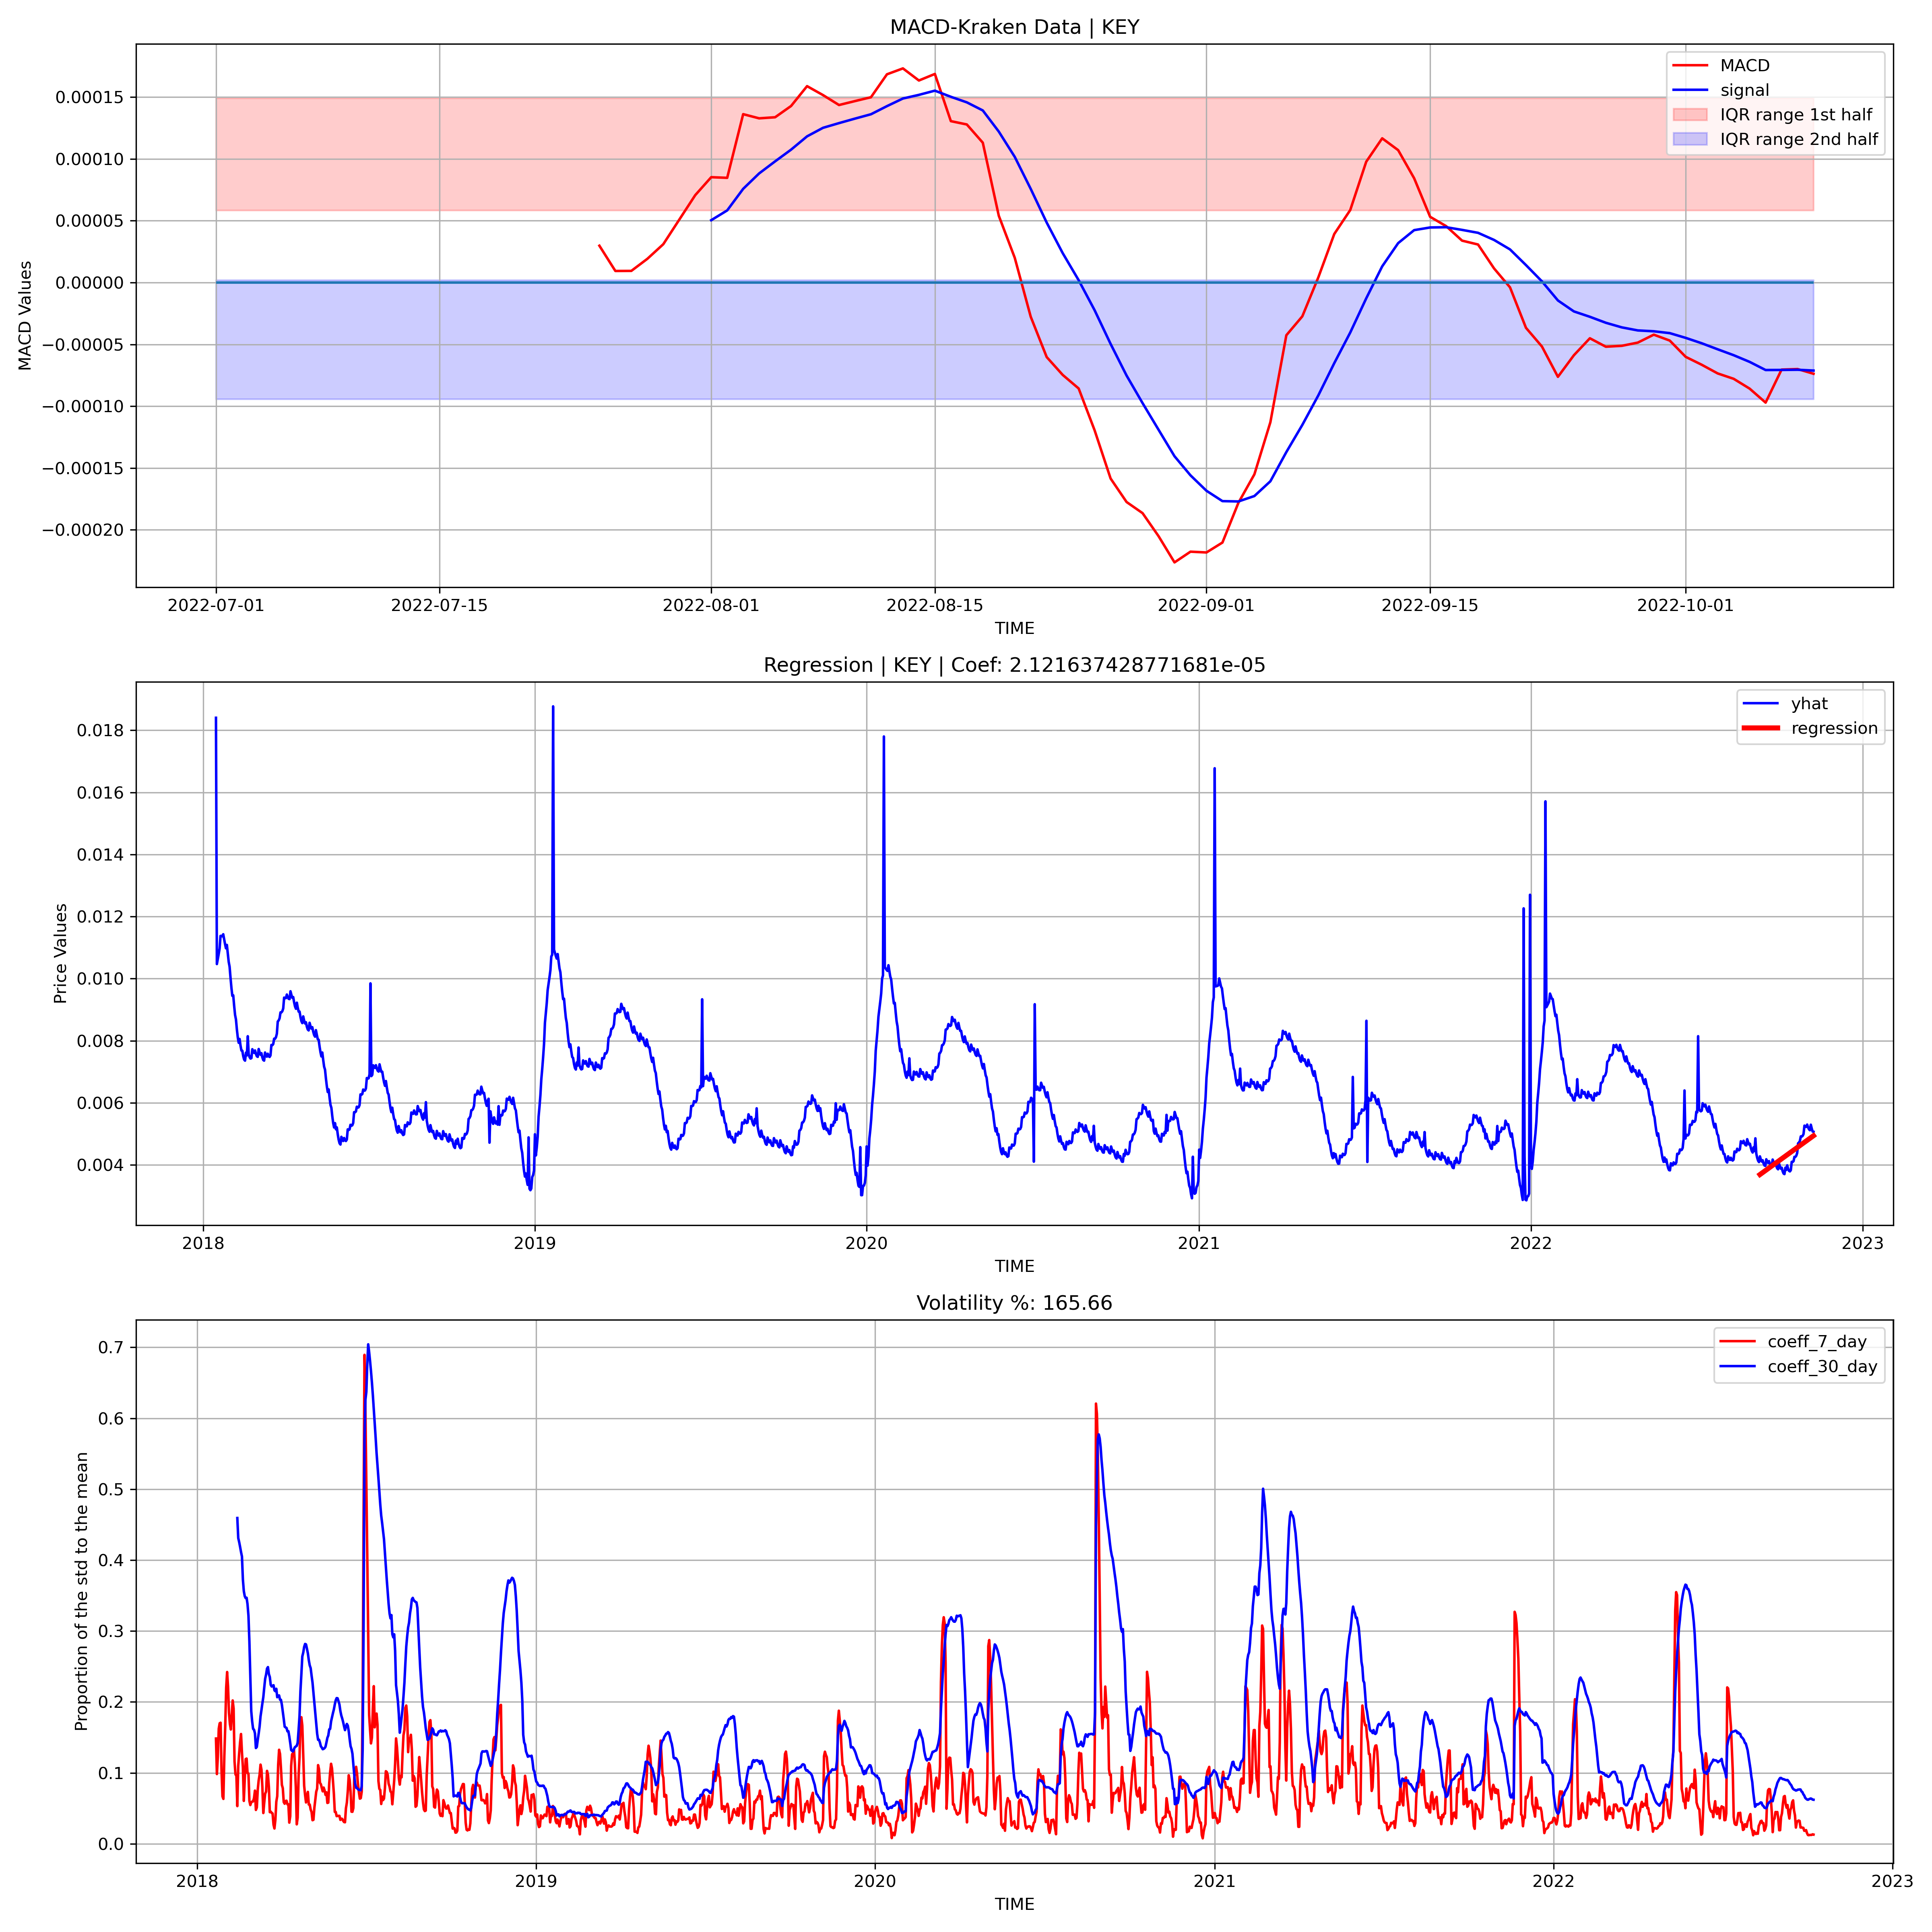 MACD-Kraken Data | KEY
MACD
signal
IQR range 1st half
IQR range 2nd half
MACD Values
0.00015
0.00010
0.00005
0.00000
−0.00005
−0.00010
−0.00015
−0.00020
2022-07-01 2022-07-15 2022-08-01 2022-08-15 2022-09-01 2022-09-15 2022-10-01
TIME
Regression | KEY | Coef: 2.121637428771681e-05
yhat
regression
Price Values
0.018
0.016
0.014
0.012
0.010
0.008
0.006
0.004
2018 2019 2020 2021 2022 2023
TIME
Volatility %: 165.66
coeff_7_day
coeff_30_day
Proportion of the std to the mean
0.7
0.6
0.5
0.4
0.3
0.2
0.1
0.0
2018 2019 2020 2021 2022 2023
TIME